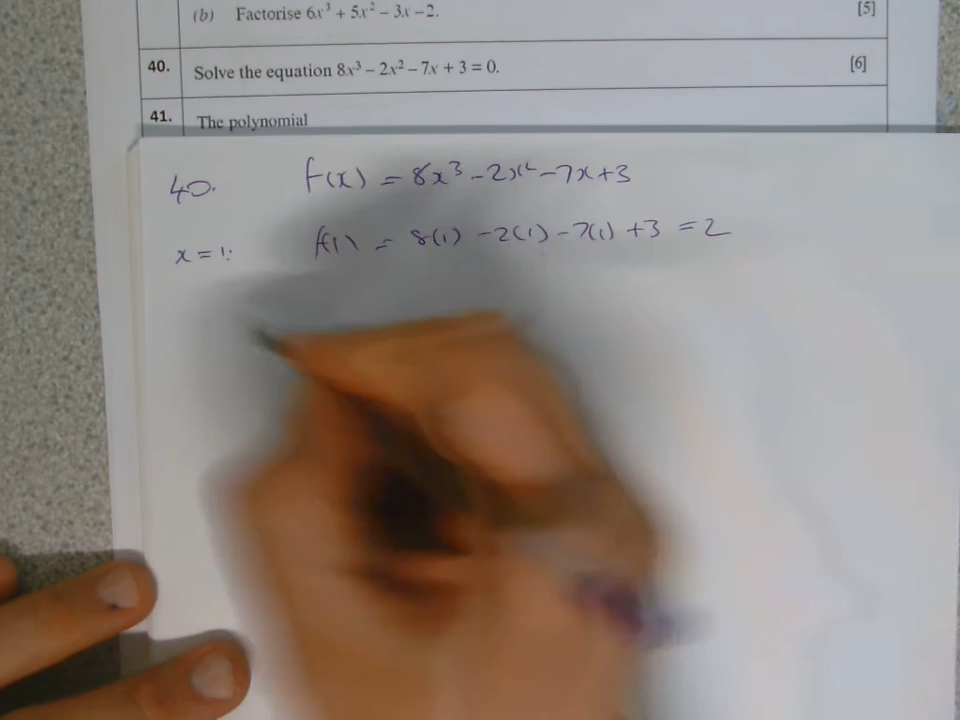 (b) Factorise 6x³ + 5x² – 3x – 2. [5]
40. Solve the equation 8x³ – 2x² – 7x + 3 = 0. [6]
41. The polynomial
40. f(x) = 8x³ – 2x² – 7x + 3
x = 1: f(1) = 8(1) – 2(1) – 7(1) + 3 = 2